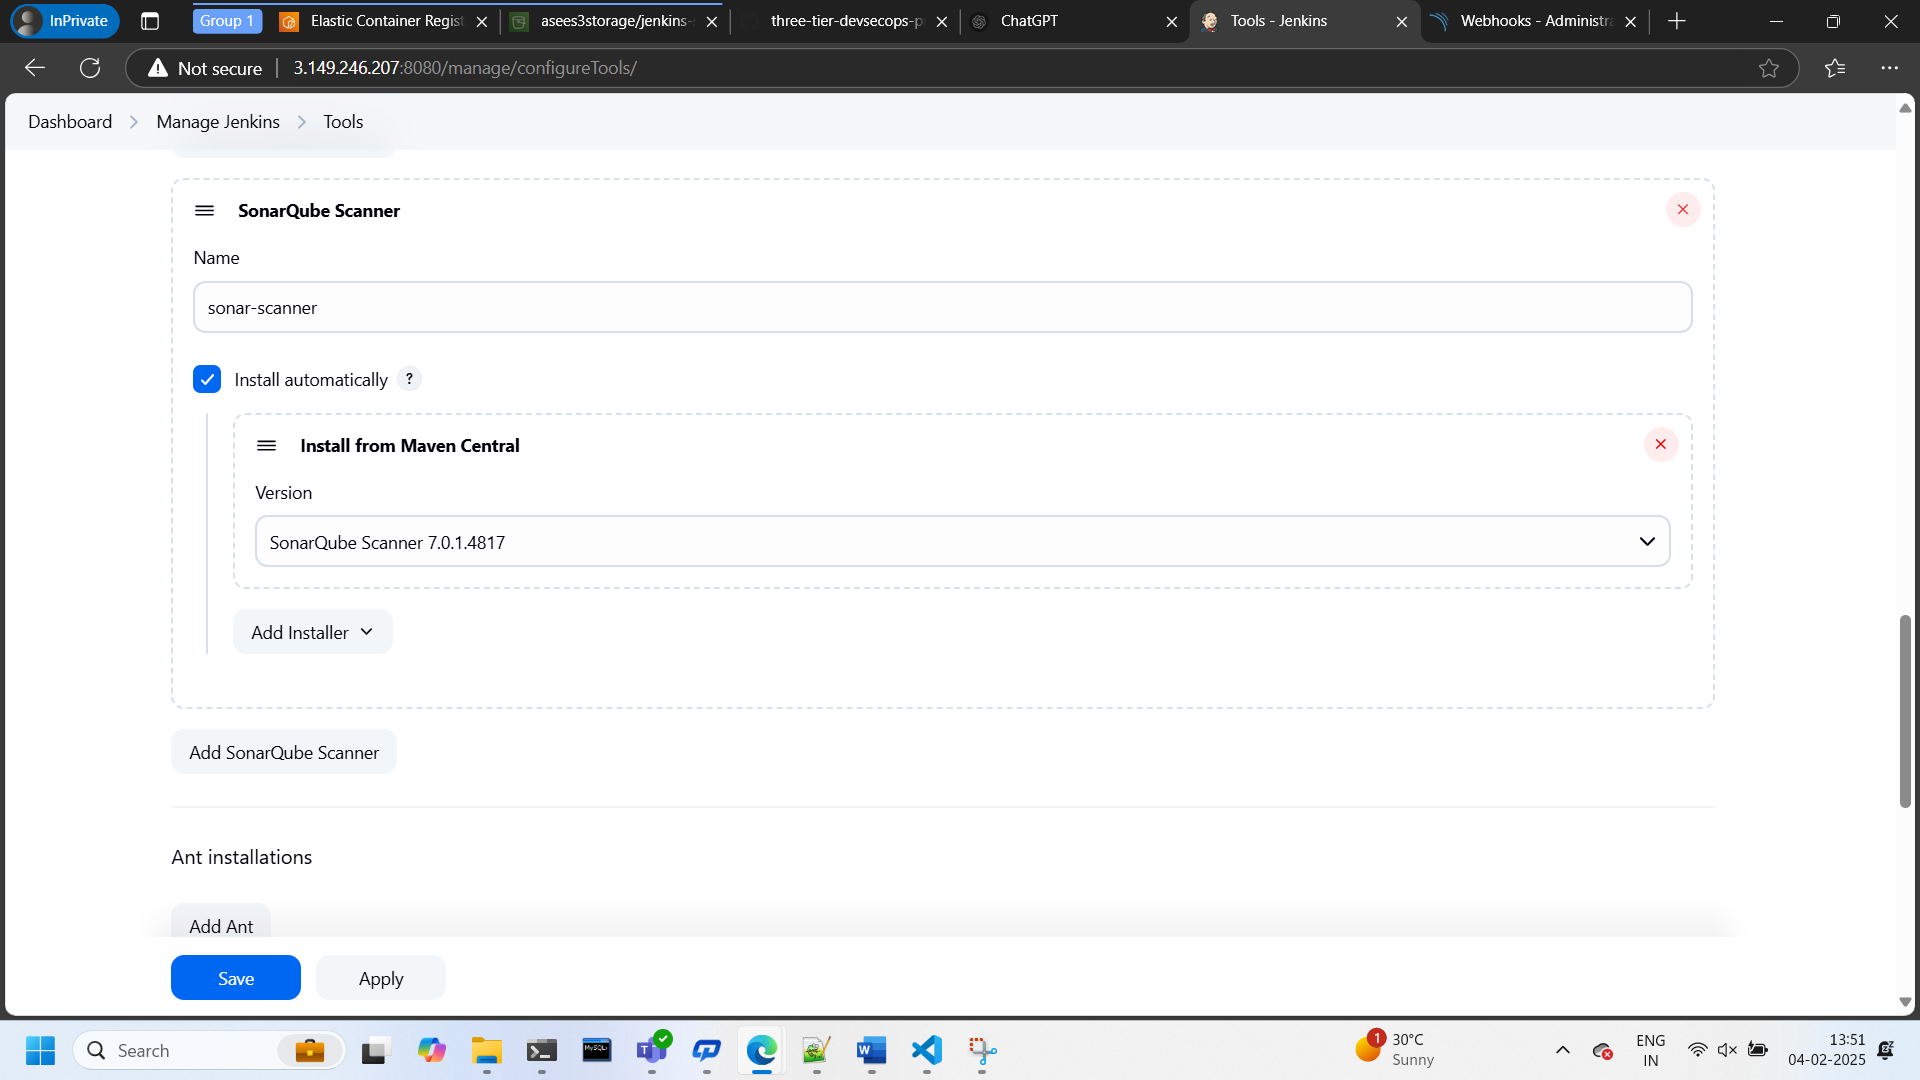 InPrivate
Group 1
Elastic Container Regist
asees3storage/jenkins-
three-tier-devsecops-p
ChatGPT
Tools - Jenkins
Webhooks - Administra
Not secure
3.149.246.207:8080/manage/configureTools/
Dashboard
Manage Jenkins
Tools
SonarQube Scanner
Name
sonar-scanner
Install automatically ?
Install from Maven Central
Version
SonarQube Scanner 7.0.1.4817
Add Installer
Add SonarQube Scanner
Ant installations
Add Ant
Save
Apply
Search
MySQL
1
30°C
Sunny
ENG
IN
13:51
04-02-2025